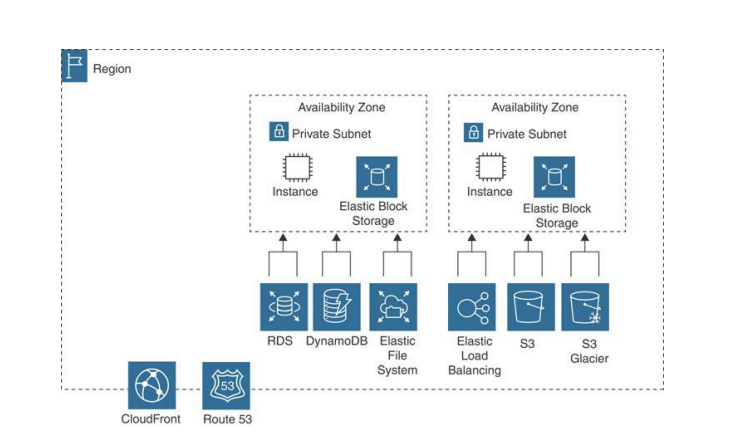 Region
Availability Zone
Private Subnet
Instance
Elastic Block
Storage
Availability Zone
Private Subnet
Instance
Elastic Block
Storage
RDS
DynamoDB
Elastic
File
System
Elastic
Load
Balancing
S3
S3
Glacier
CloudFront
53
Route 53